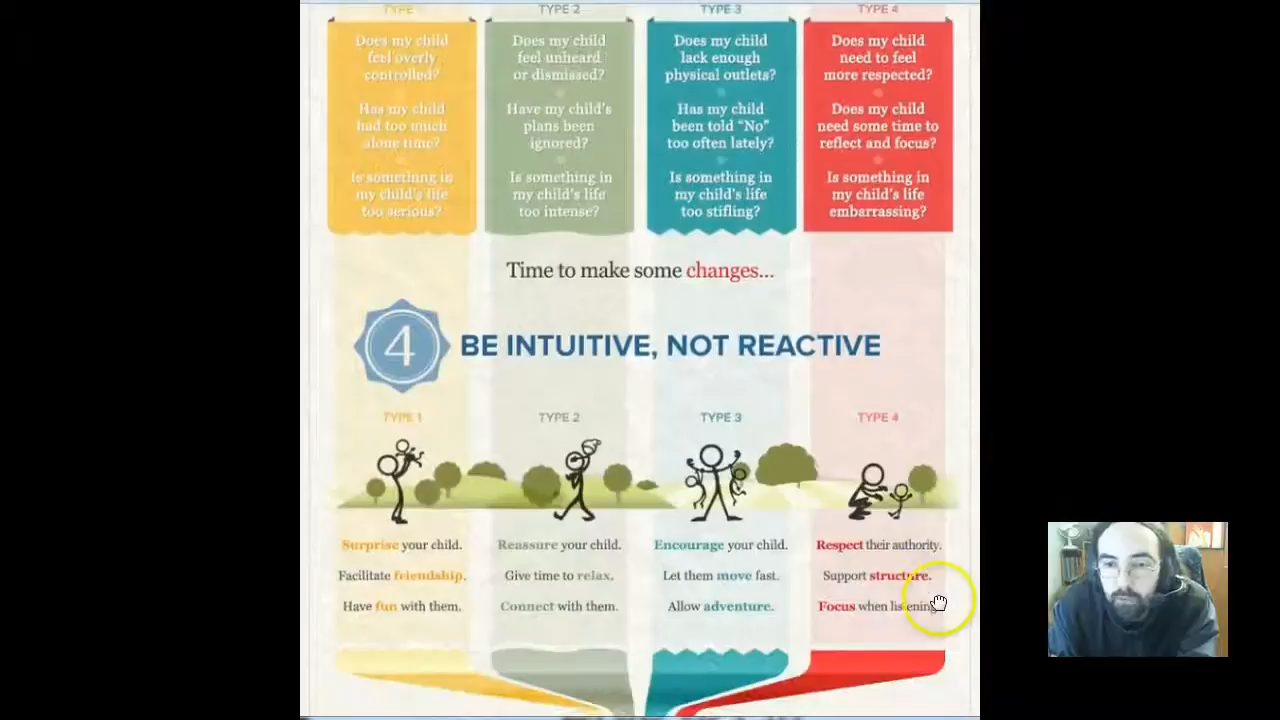 TYPE 1
TYPE 2
TYPE 3
TYPE 4
Does my child
feel overly
controlled?
Has my child
had too much
alone time?
Is something in
my child's life
too serious?
Does my child
feel unheard
or dismissed?
Have my child's
plans been
ignored?
Is something in
my child's life
too intense?
Does my child
lack enough
physical outlets?
Has my child
been told “No”
too often lately?
Is something in
my child's life
too stifling?
Does my child
need to feel
more respected?
Does my child
need some time to
reflect and focus?
Is something in
my child's life
embarrassing?
Time to make some changes...
4 BE INTUITIVE, NOT REACTIVE
TYPE 1
TYPE 2
TYPE 3
TYPE 4
Surprise your child.
Facilitate friendship.
Have fun with them.
Reassure your child.
Give time to relax.
Connect with them.
Encourage your child.
Let them move fast.
Allow adventure.
Respect their authority.
Support structure.
Focus when listening